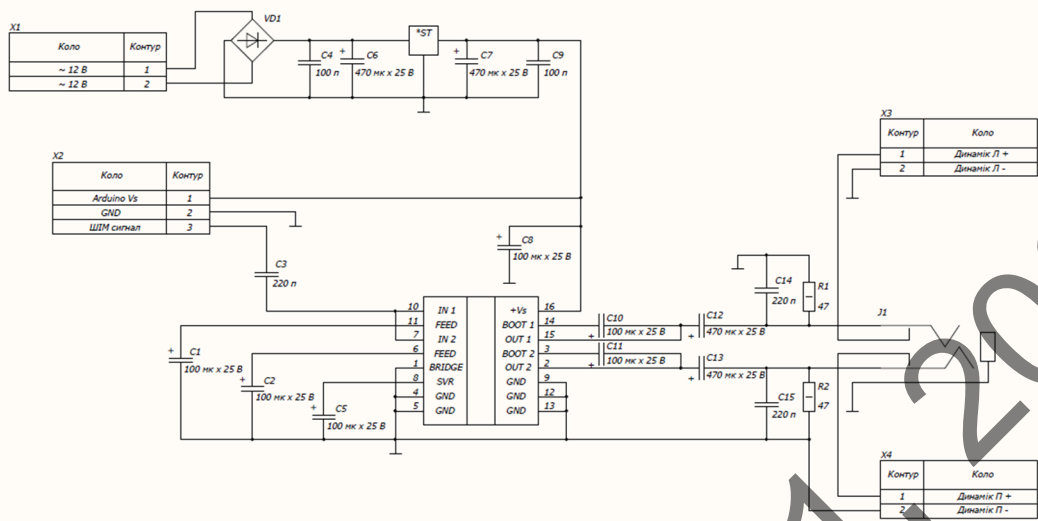 X1
Коло Контур
~ 12 В 1
~ 12 В 2
VD1
C4
100 п
C6
+
470 мк x 25 В
*ST
C7
+
470 мк x 25 В
C9
100 п
X2
Коло Контур
Arduino Vs 1
GND 2
ШІМ сигнал 3
X3
Контур Коло
1 Динамік Л +
2 Динамік Л -
C3
220 п
C8
+
100 мк x 25 В
10 IN 1 +Vs 16
11 FEED BOOT 1 14
7 IN 2 OUT 1 15
6 FEED BOOT 2 3
1 BRIDGE OUT 2 2
8 SVR GND 9
4 GND GND 12
5 GND GND 13
C1
+
100 мк x 25 В
C2
+
100 мк x 25 В
C5
+
100 мк x 25 В
C10
100 мк x 25 В
+
C11
100 мк x 25 В
+
C12
470 мк x 25 В
+
C13
470 мк x 25 В
+
C14
220 п
R1
47
C15
220 п
R2
47
J1
X4
Контур Коло
1 Динамік П +
2 Динамік П -